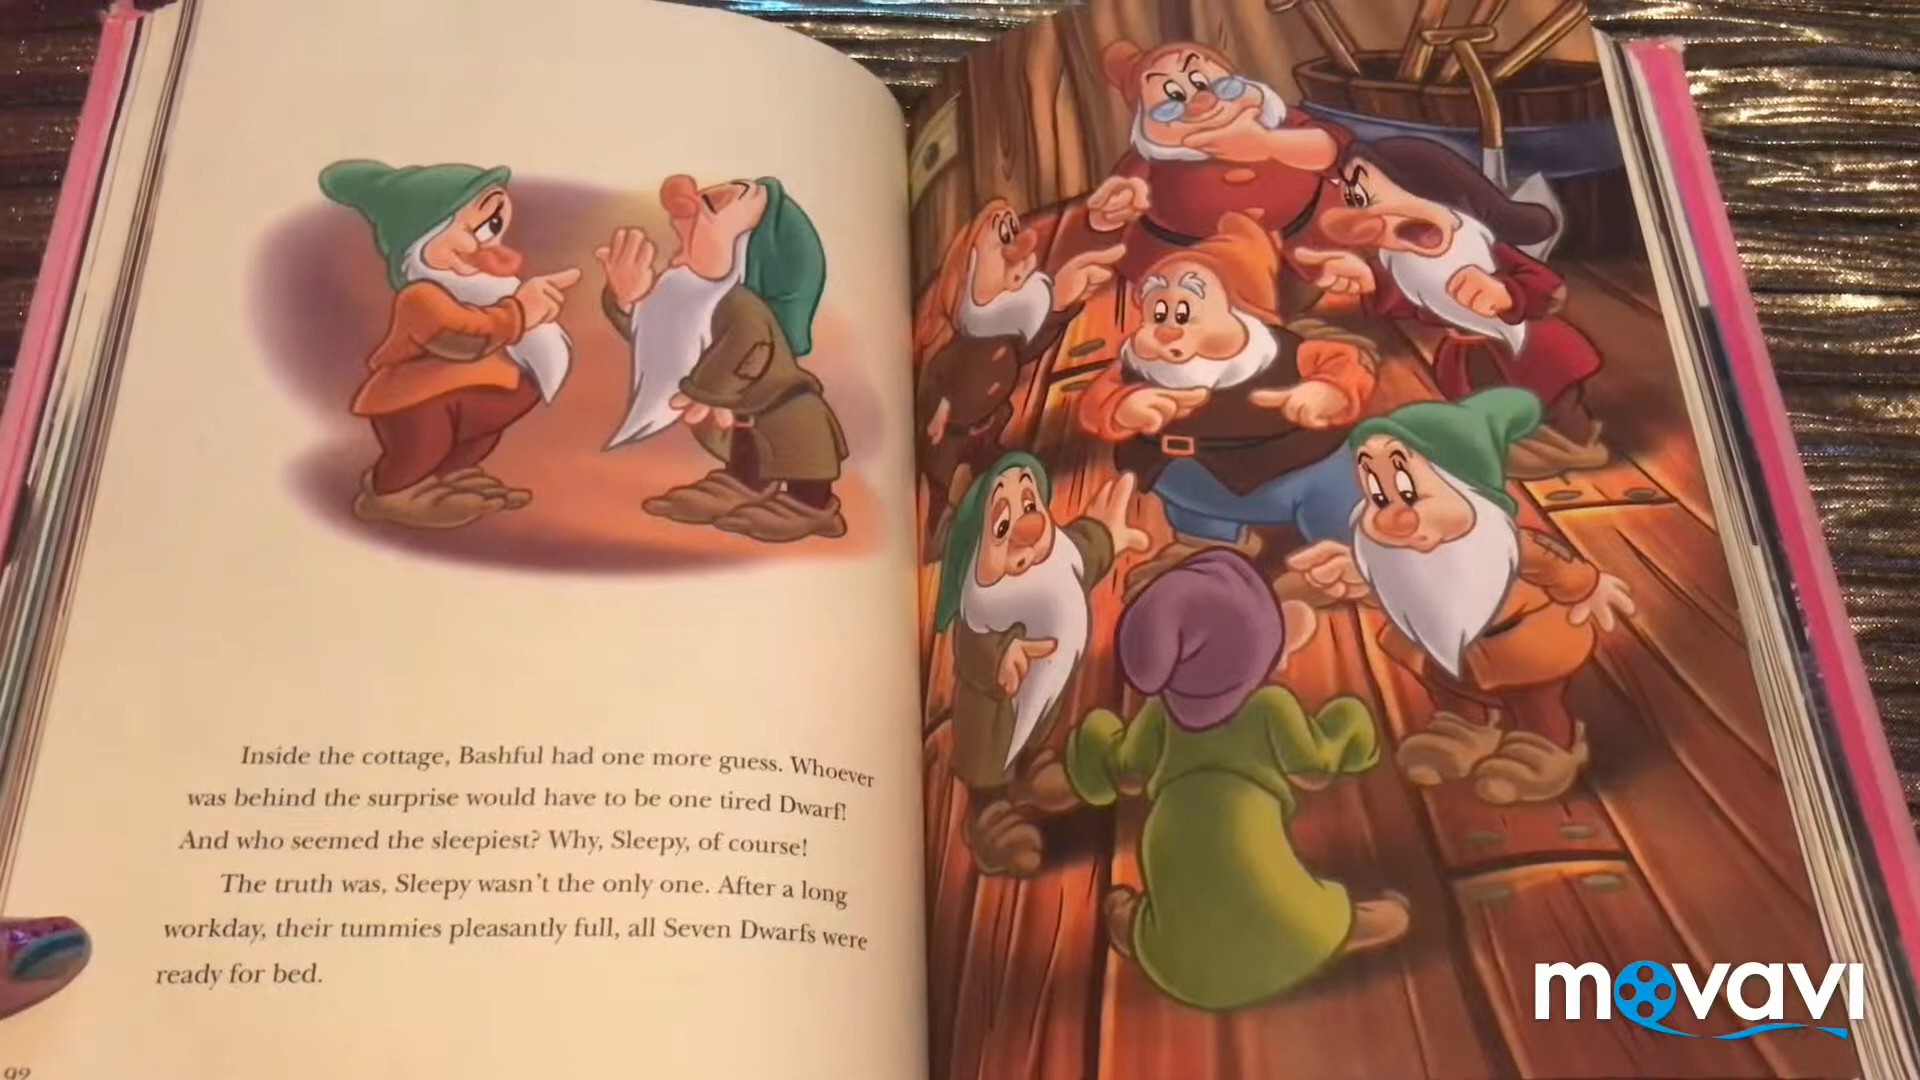 Inside the cottage, Bashful had one more guess. Whoever
was behind the surprise would have to be one tired Dwarf!
And who seemed the sleepiest? Why, Sleepy, of course!
The truth was, Sleepy wasn't the only one. After a long
workday, their tummies pleasantly full, all Seven Dwarfs were
ready for bed.
92
movavi